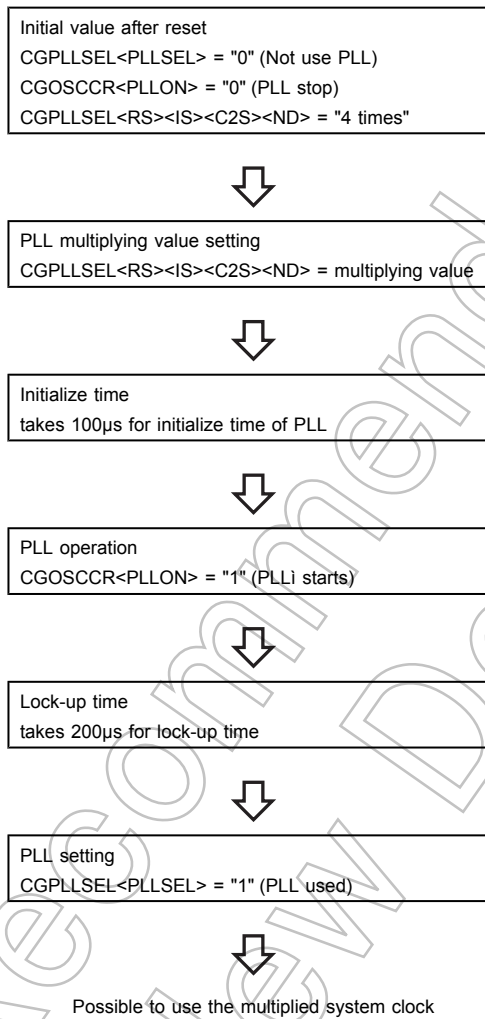 Initial value after reset
CGPLLSEL<PLLSEL> = "0" (Not use PLL)
CGOSCCR<PLLON> = "0" (PLL stop)
CGPLLSEL<RS><IS><C2S><ND> = "4 times"
PLL multiplying value setting
CGPLLSEL<RS><IS><C2S><ND> = multiplying value
Initialize time
takes 100µs for initialize time of PLL
PLL operation
CGOSCCR<PLLON> = "1" (PLLì starts)
Lock-up time
takes 200µs for lock-up time
PLL setting
CGPLLSEL<PLLSEL> = "1" (PLL used)
Possible to use the multiplied system clock